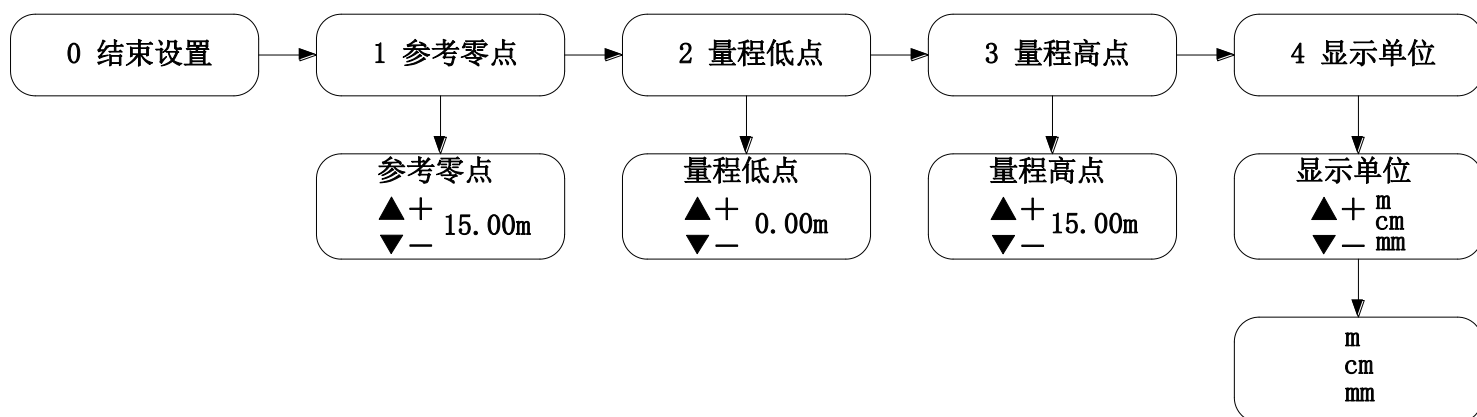 0 结束设置
1 参考零点
2 量程低点
3 量程高点
4 显示单位
参考零点
▲+
15.00m
▼-
量程低点
▲+
0.00m
▼-
量程高点
▲+
15.00m
▼-
显示单位
▲+ m
cm
▼- mm
m
cm
mm